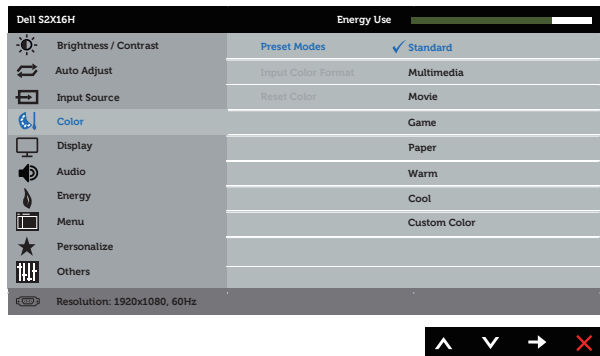 Dell S2X16H Energy Use
Brightness / Contrast Preset Modes Standard
Auto Adjust Input Color Format Multimedia
Input Source Reset Color Movie
Color Game
Display Paper
Audio Warm
Energy Cool
Menu Custom Color
Personalize
Others
Resolution: 1920x1080, 60Hz